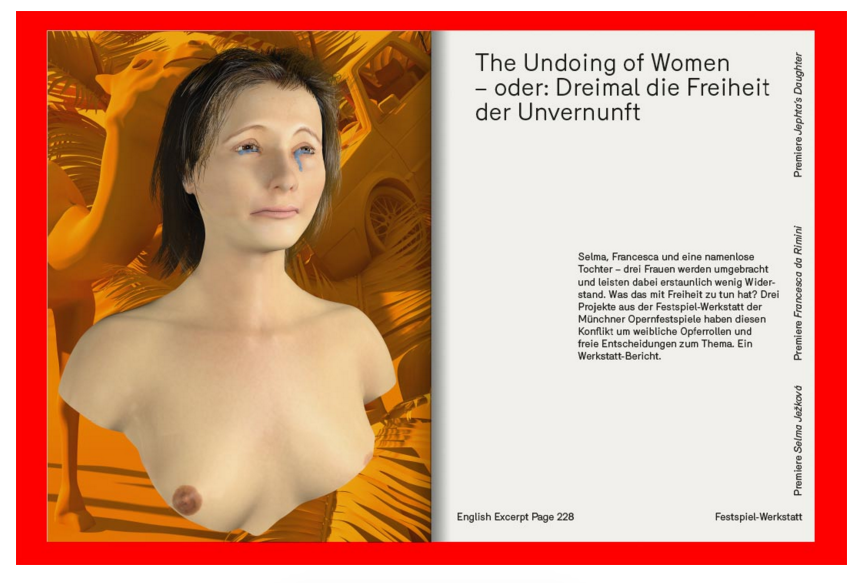 The Undoing of Women
– oder: Dreimal die Freiheit
der Unvernunft
Selma, Francesca und eine namenlose
Tochter – drei Frauen werden umgebracht
und leisten dabei erstaunlich wenig Wider-
stand. Was das mit Freiheit zu tun hat? Drei
Projekte aus der Festspiel-Werkstatt der
Münchner Opernfestspiele haben diesen
Konflikt um weibliche Opferrollen und
freie Entscheidungen zum Thema. Ein
Werkstatt-Bericht.
Premiere Jephta's Daughter
Premiere Francesca da Rimini
Premiere Selma Ježková
English Excerpt Page 228
Festspiel-Werkstatt